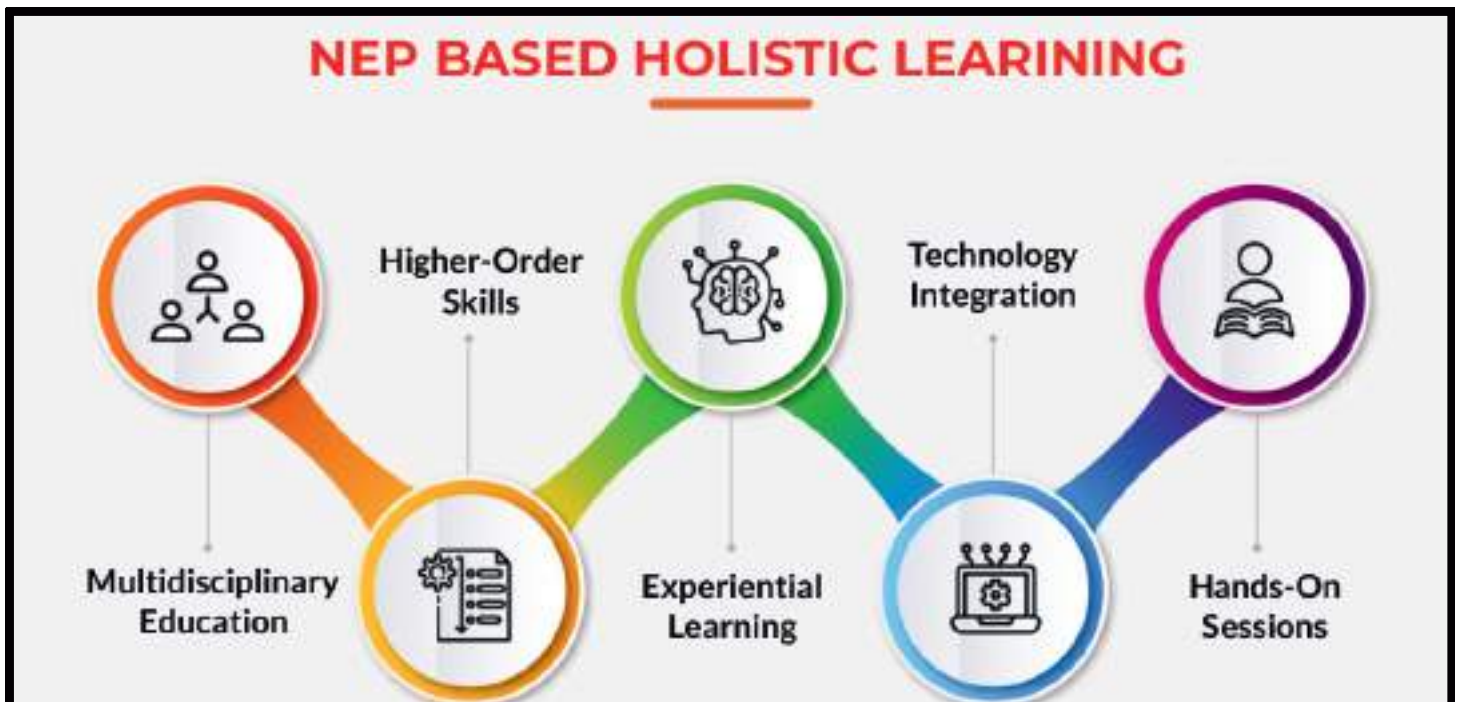 NEP BASED HOLISTIC LEARINING
Higher-Order
Skills
Technology
Integration
Multidisciplinary
Education
Experiential
Learning
Hands-On
Sessions